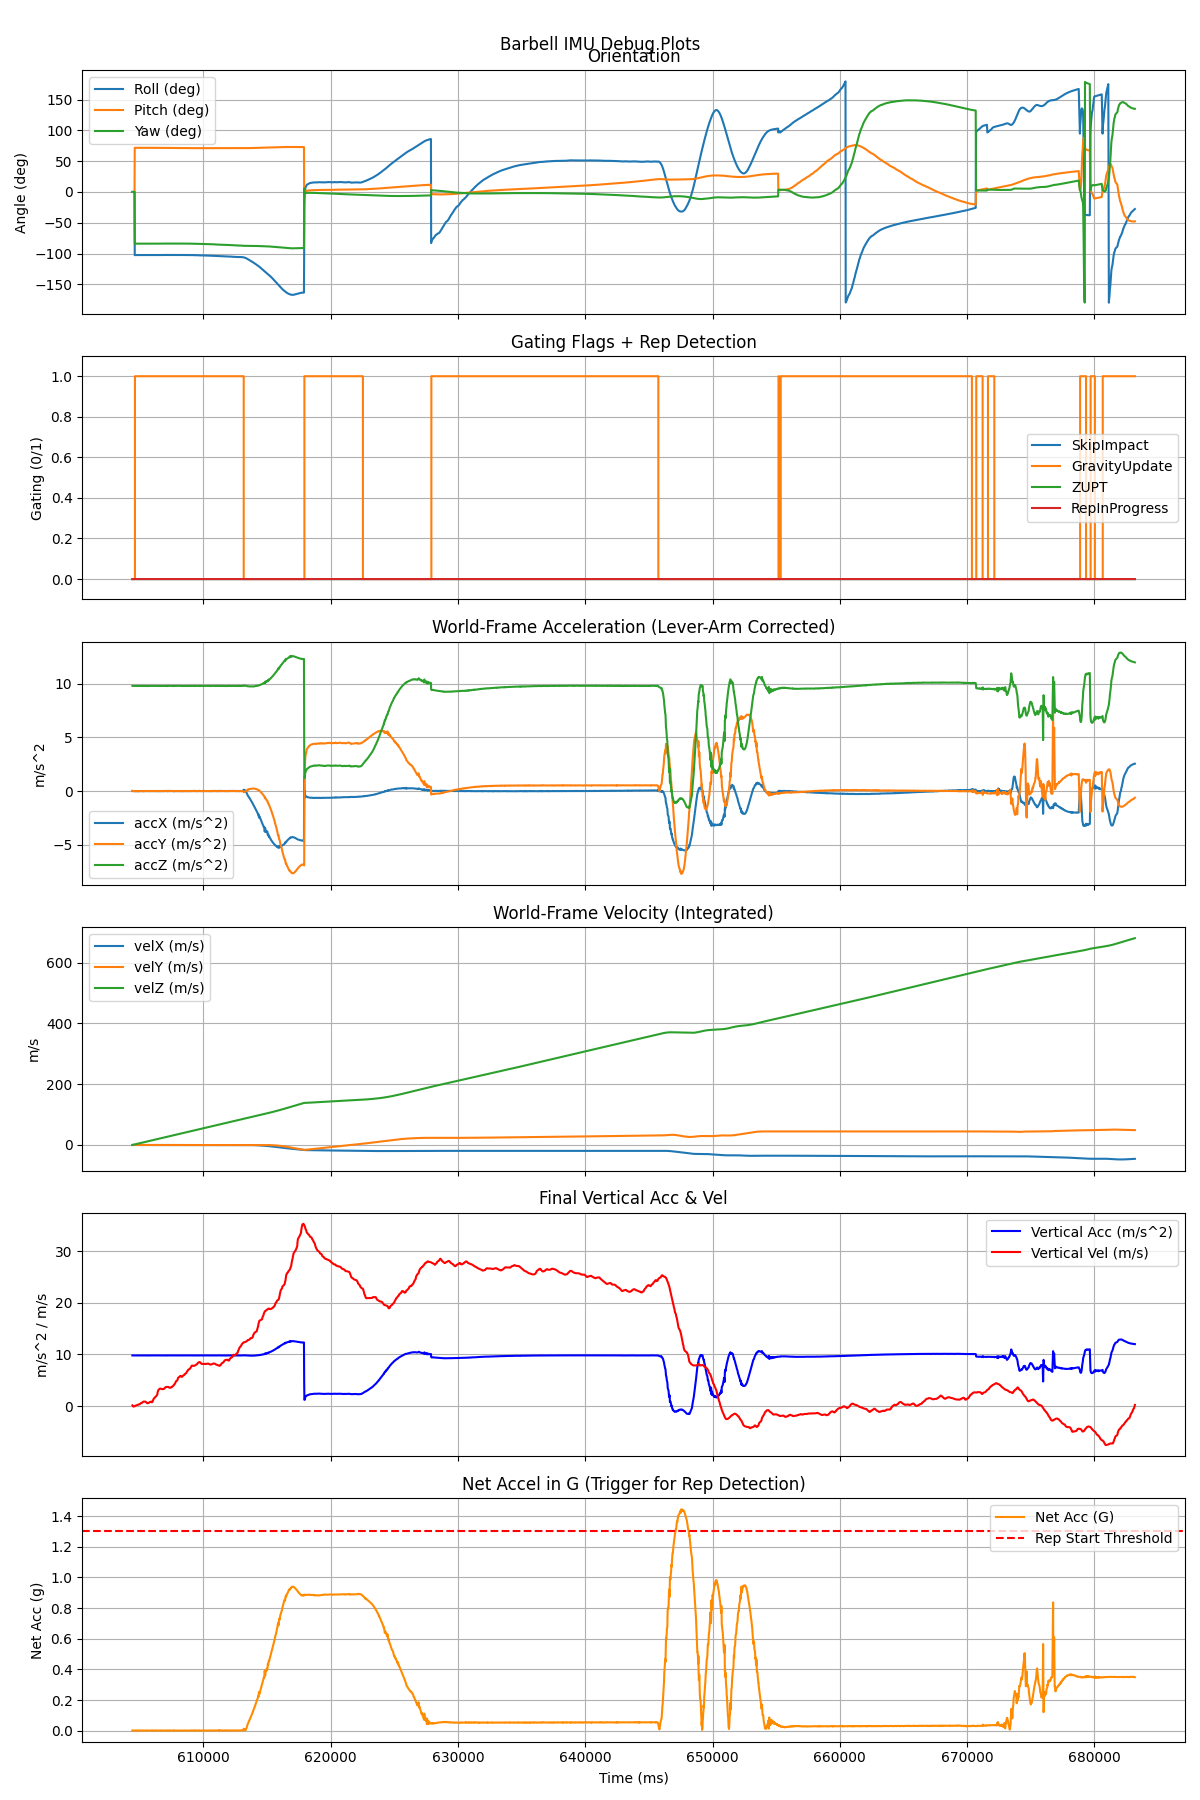 Barbell IMU Debug Plots
Orientation
Roll (deg)
Pitch (deg)
Yaw (deg)
Angle (deg)
150
100
50
0
−50
−100
−150
Gating Flags + Rep Detection
SkipImpact
GravityUpdate
ZUPT
RepInProgress
Gating (0/1)
1.0
0.8
0.6
0.4
0.2
0.0
World-Frame Acceleration (Lever-Arm Corrected)
accX (m/s^2)
accY (m/s^2)
accZ (m/s^2)
m/s^2
10
5
0
−5
World-Frame Velocity (Integrated)
velX (m/s)
velY (m/s)
velZ (m/s)
m/s
600
400
200
0
Final Vertical Acc & Vel
Vertical Acc (m/s^2)
Vertical Vel (m/s)
m/s^2 / m/s
30
20
10
0
Net Accel in G (Trigger for Rep Detection)
Net Acc (G)
Rep Start Threshold
Net Acc (g)
1.4
1.2
1.0
0.8
0.6
0.4
0.2
0.0
610000 620000 630000 640000 650000 660000 670000 680000
Time (ms)